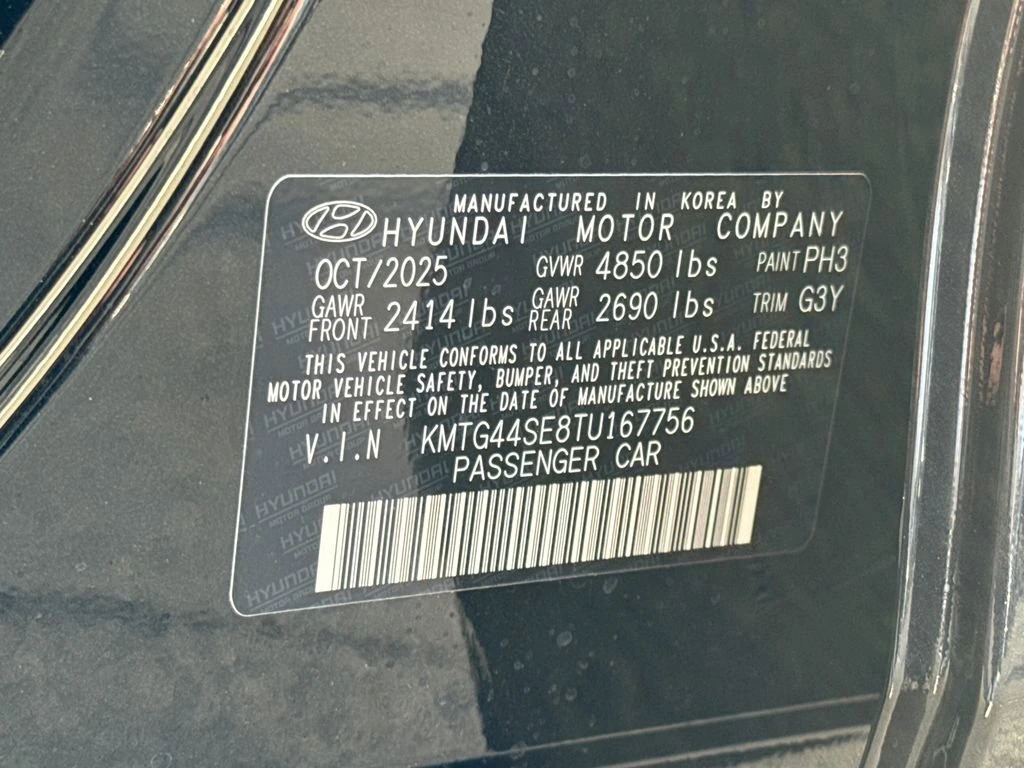 MANUFACTURED IN KOREA BY
HYUNDAI MOTOR COMPANY
OCT/2025 GVWR 4850 lbs PAINT PH3
GAWR FRONT 2414 lbs GAWR REAR 2690 lbs TRIM G3Y
THIS VEHICLE CONFORMS TO ALL APPLICABLE U.S.A. FEDERAL
MOTOR VEHICLE SAFETY, BUMPER, AND THEFT PREVENTION STANDARDS
IN EFFECT ON THE DATE OF MANUFACTURE SHOWN ABOVE
V.I.N KMTG44SE8TU167756
PASSENGER CAR